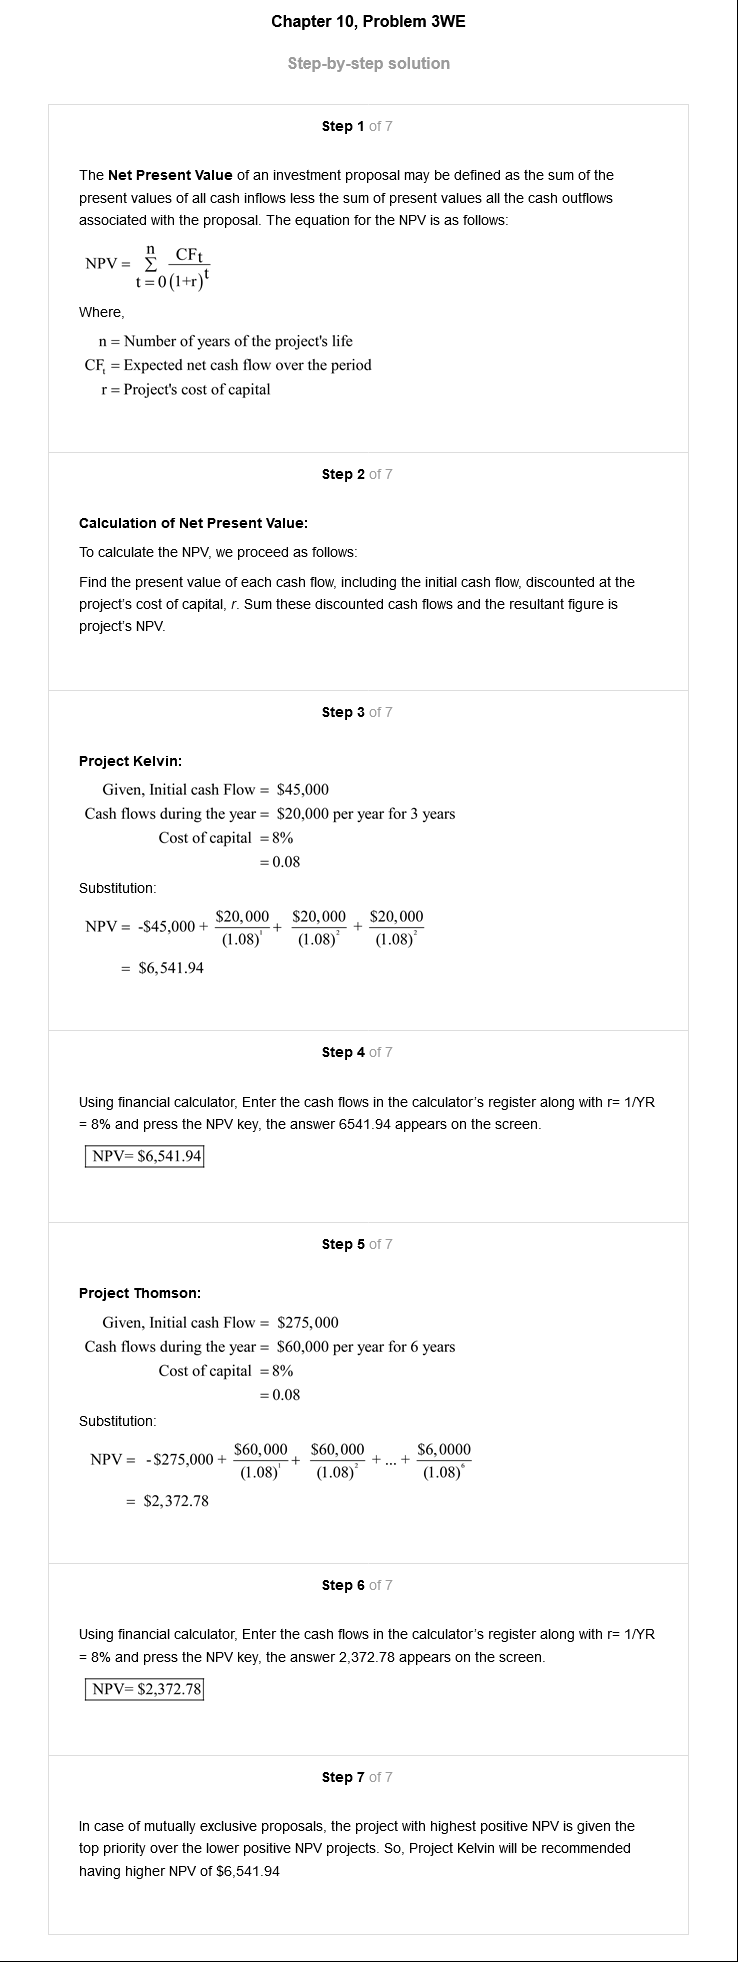 Chapter 10, Problem 3WE
Step-by-step solution
Step 1 of 7
The Net Present Value of an investment proposal may be defined as the sum of the
present values of all cash inflows less the sum of present values all the cash outflows
associated with the proposal. The equation for the NPV is as follows:
NPV = n Σ t = 0 CFt (1+r)^t
Where,
n = Number of years of the project's life
CFt = Expected net cash flow over the period
r = Project's cost of capital
Step 2 of 7
Calculation of Net Present Value:
To calculate the NPV, we proceed as follows:
Find the present value of each cash flow, including the initial cash flow, discounted at the
project's cost of capital, r. Sum these discounted cash flows and the resultant figure is
project's NPV.
Step 3 of 7
Project Kelvin:
Given, Initial cash Flow = $45,000
Cash flows during the year = $20,000 per year for 3 years
Cost of capital = 8%
= 0.08
Substitution:
NPV = -$45,000 + $20,000/(1.08)^1 + $20,000/(1.08)^2 + $20,000/(1.08)^2
= $6,541.94
Step 4 of 7
Using financial calculator, Enter the cash flows in the calculator's register along with r= 1/YR
= 8% and press the NPV key, the answer 6541.94 appears on the screen.
NPV= $6,541.94
Step 5 of 7
Project Thomson:
Given, Initial cash Flow = $275,000
Cash flows during the year = $60,000 per year for 6 years
Cost of capital = 8%
= 0.08
Substitution:
NPV = -$275,000 + $60,000/(1.08)^1 + $60,000/(1.08)^2 + ... + $6,0000/(1.08)^6
= $2,372.78
Step 6 of 7
Using financial calculator, Enter the cash flows in the calculator's register along with r= 1/YR
= 8% and press the NPV key, the answer 2,372.78 appears on the screen.
NPV= $2,372.78
Step 7 of 7
In case of mutually exclusive proposals, the project with highest positive NPV is given the
top priority over the lower positive NPV projects. So, Project Kelvin will be recommended
having higher NPV of $6,541.94